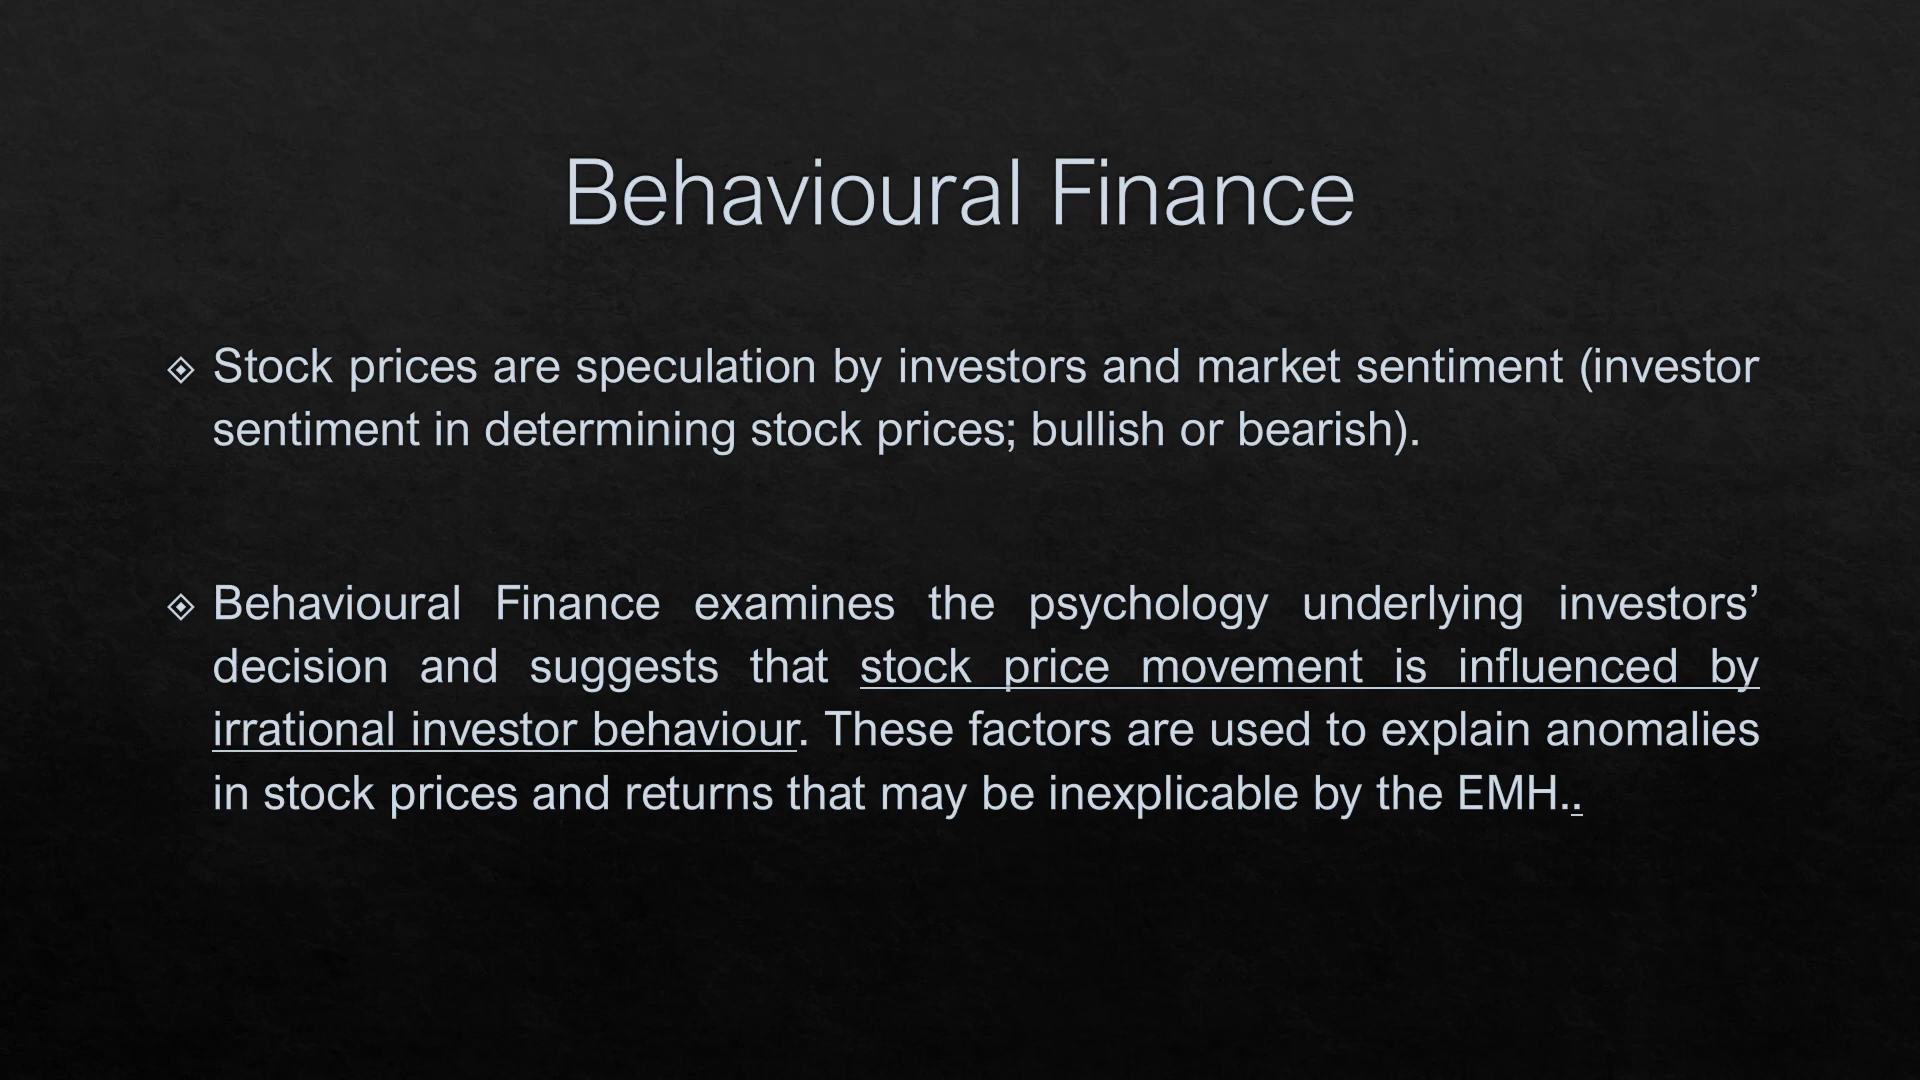 Behavioural Finance
Stock prices are speculation by investors and market sentiment (investor
sentiment in determining stock prices; bullish or bearish).
Behavioural Finance examines the psychology underlying investors’
decision and suggests that stock price movement is influenced by
irrational investor behaviour. These factors are used to explain anomalies
in stock prices and returns that may be inexplicable by the EMH..